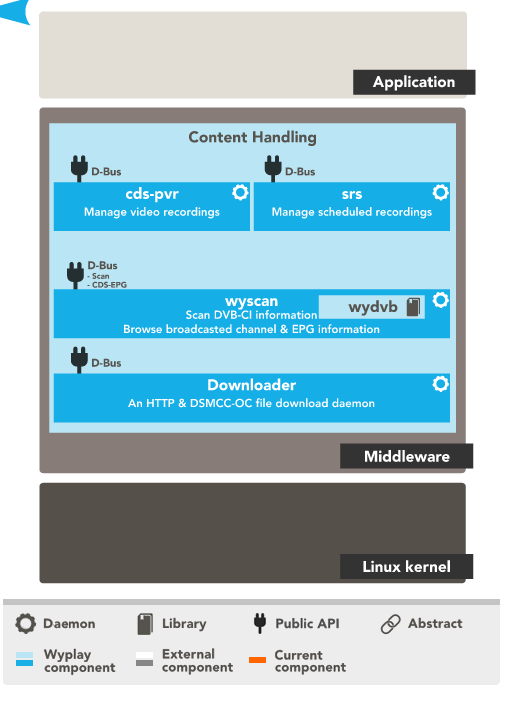 Application
Content Handling
D-Bus
D-Bus
cds-pvr
Manage video recordings
srs
Manage scheduled recordings
D-Bus
- Scan
- CDS-EPG
wyscan
Scan DVB-CI information
wydvb
Browse broadcasted channel & EPG information
D-Bus
Downloader
An HTTP & DSMCC-OC file download daemon
Middleware
Linux kernel
Daemon
Library
Public API
Abstract
Wyplay
component
External
component
Current
component